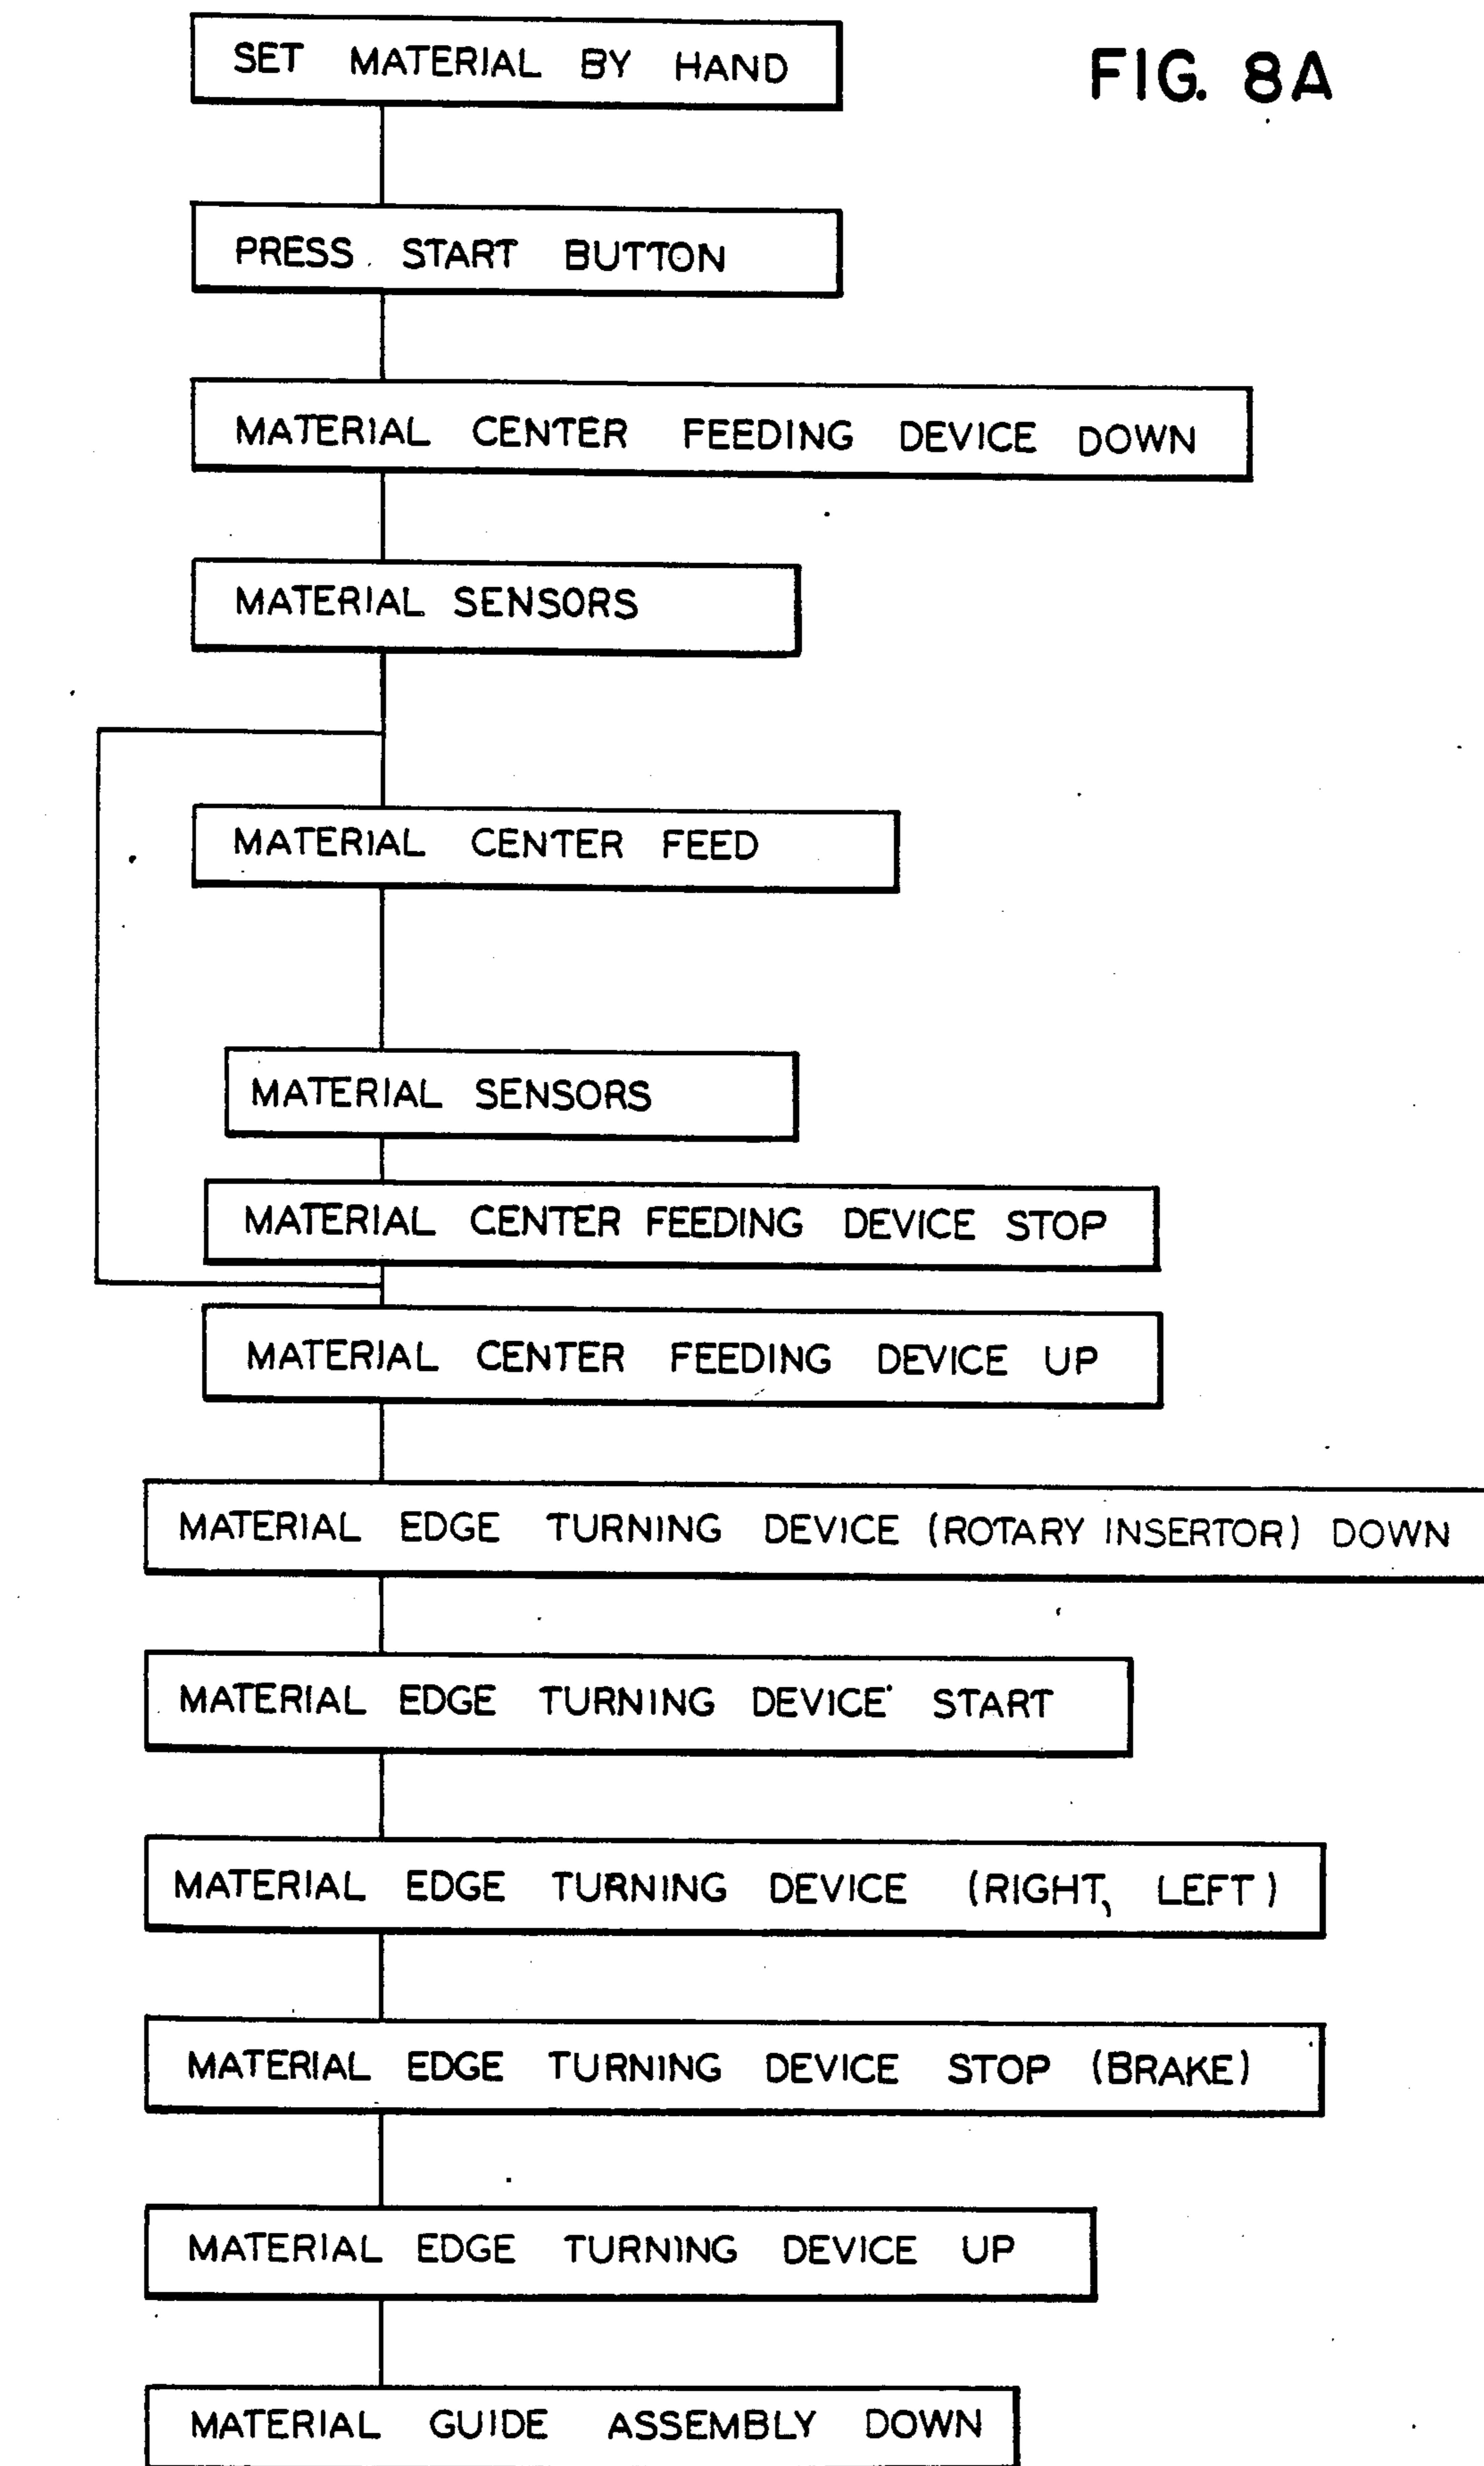 SET MATERIAL BY HAND
FIG. 8A
PRESS START BUTTON
MATERIAL CENTER FEEDING DEVICE DOWN
MATERIAL SENSORS
MATERIAL CENTER FEED
MATERIAL SENSORS
MATERIAL CENTER FEEDING DEVICE STOP
MATERIAL CENTER FEEDING DEVICE UP
MATERIAL EDGE TURNING DEVICE (ROTARY INSERTOR) DOWN
MATERIAL EDGE TURNING DEVICE START
MATERIAL EDGE TURNING DEVICE (RIGHT, LEFT)
MATERIAL EDGE TURNING DEVICE STOP (BRAKE)
MATERIAL EDGE TURNING DEVICE UP
MATERIAL GUIDE ASSEMBLY DOWN